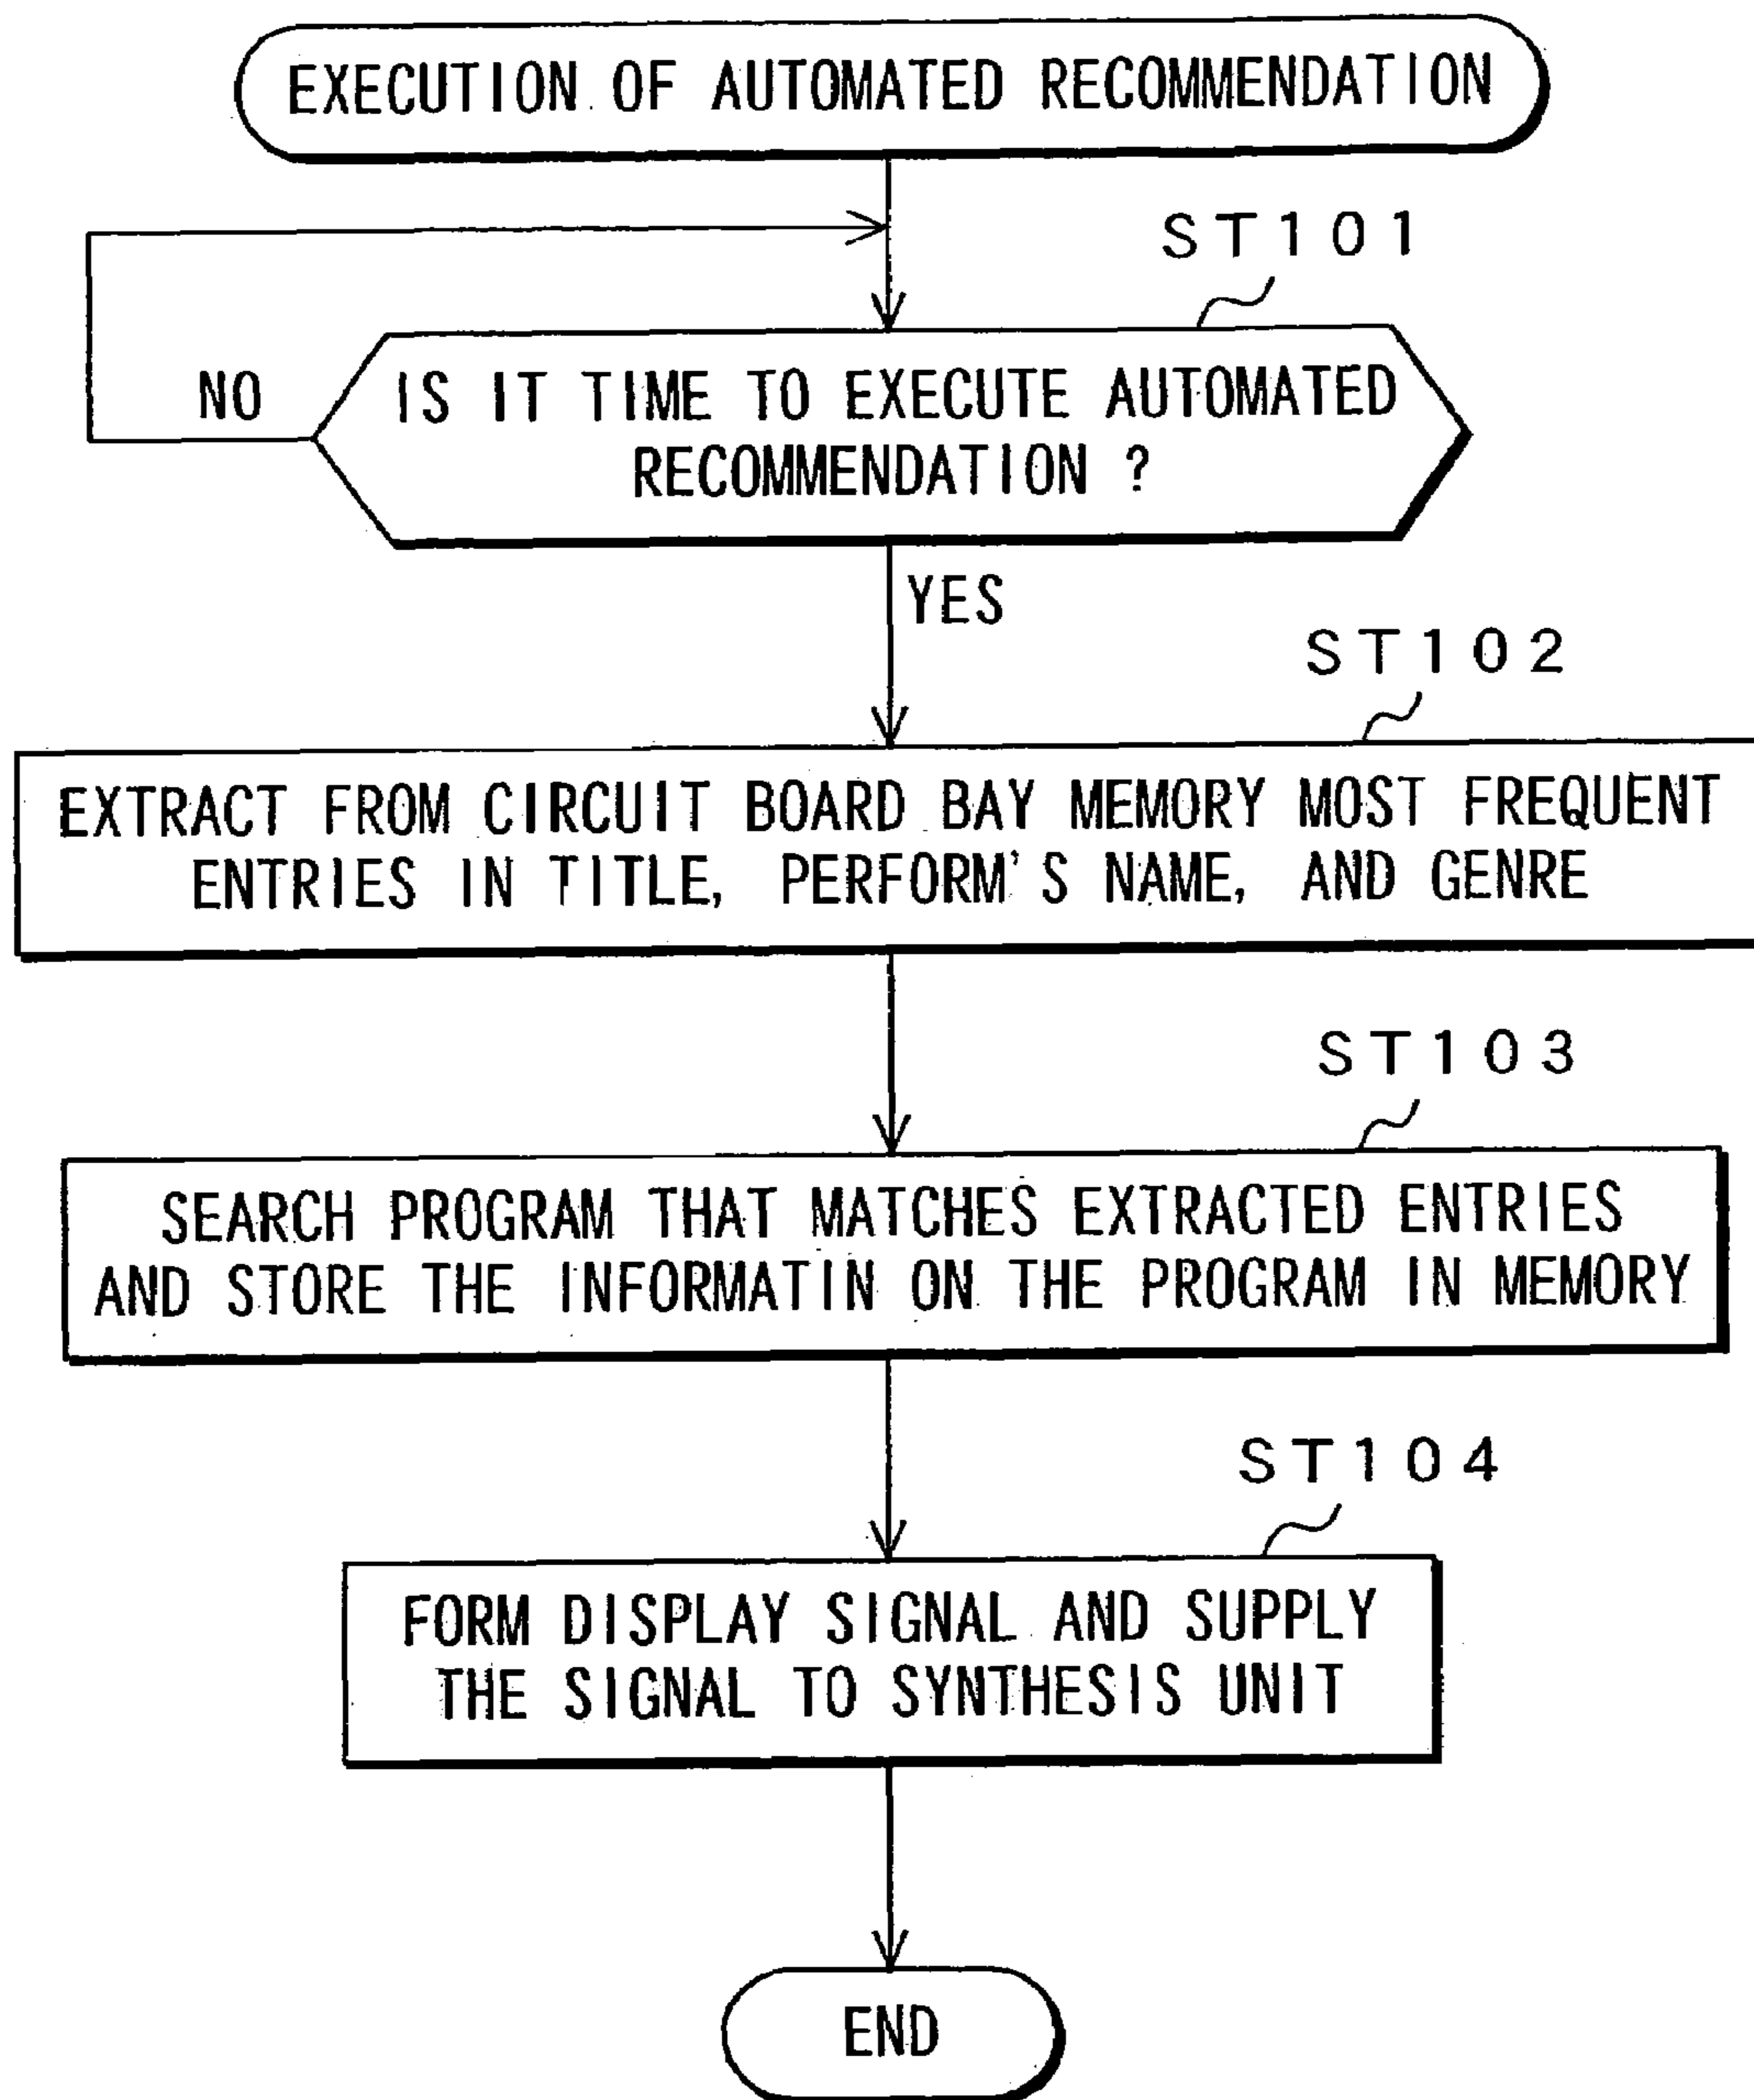 EXECUTION OF AUTOMATED RECOMMENDATION
ST101
NO
IS IT TIME TO EXECUTE AUTOMATED
RECOMMENDATION ?
YES
ST102
EXTRACT FROM CIRCUIT BOARD BAY MEMORY MOST FREQUENT
ENTRIES IN TITLE, PERFORM'S NAME, AND GENRE
ST103
SEARCH PROGRAM THAT MATCHES EXTRACTED ENTRIES
AND STORE THE INFORMATIN ON THE PROGRAM IN MEMORY
ST104
FORM DISPLAY SIGNAL AND SUPPLY
THE SIGNAL TO SYNTHESIS UNIT
END